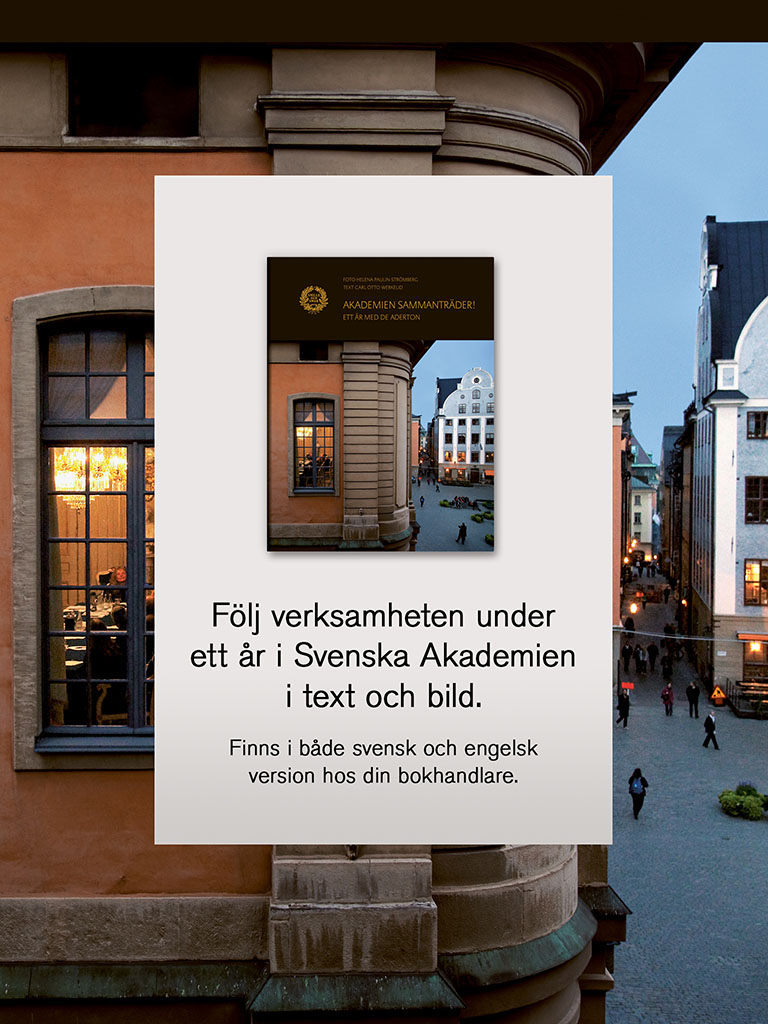 FOTO HELENA PAULIN-STRÖMBERG
TEXT CARL OTTO WERKELID
AKADEMIEN SAMMANTRÄDER!
ETT ÅR MED DE ADERTON
Följ verksamheten under
ett år i Svenska Akademien
i text och bild.
Finns i både svensk och engelsk
version hos din bokhandlare.